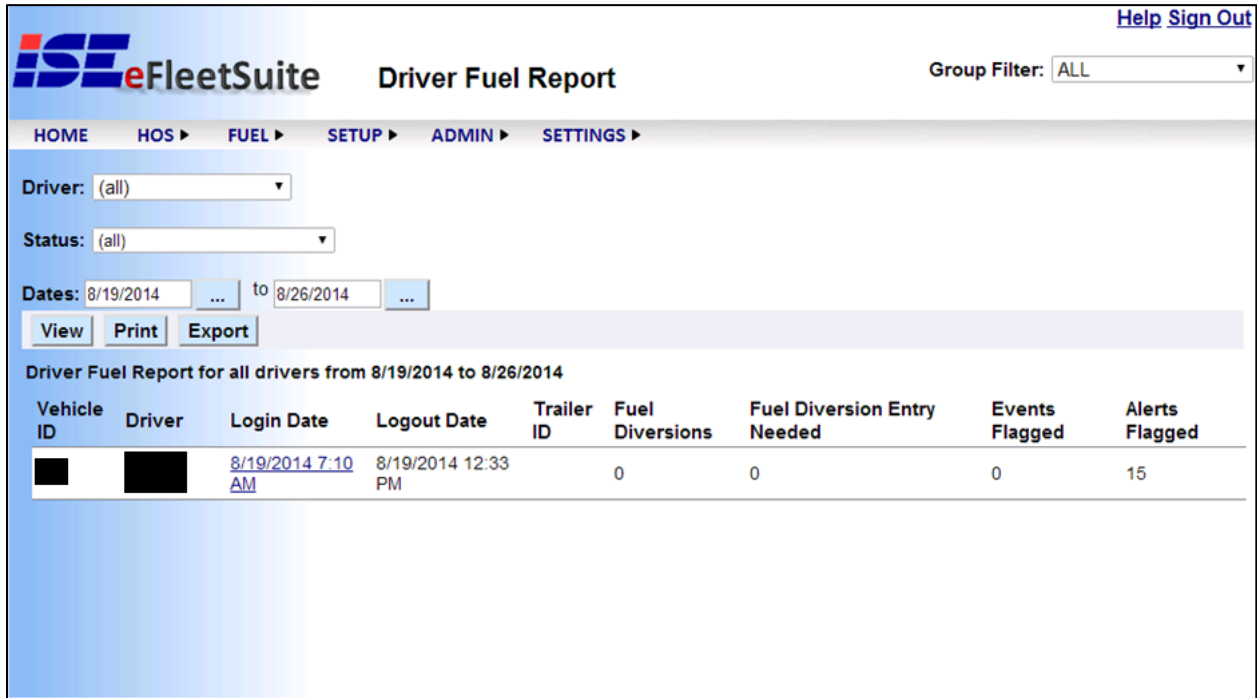 Help Sign Out
ISE eFleetSuite
Driver Fuel Report
Group Filter: ALL
HOME HOS FUEL SETUP ADMIN SETTINGS
Driver: (all)
Status: (all)
Dates: 8/19/2014 ... to 8/26/2014 ...
View Print Export
Driver Fuel Report for all drivers from 8/19/2014 to 8/26/2014
Vehicle ID Driver Login Date Logout Date Trailer ID Fuel Diversions Fuel Diversion Entry Needed Events Flagged Alerts Flagged
8/19/2014 7:10 AM 8/19/2014 12:33 PM 0 0 0 15